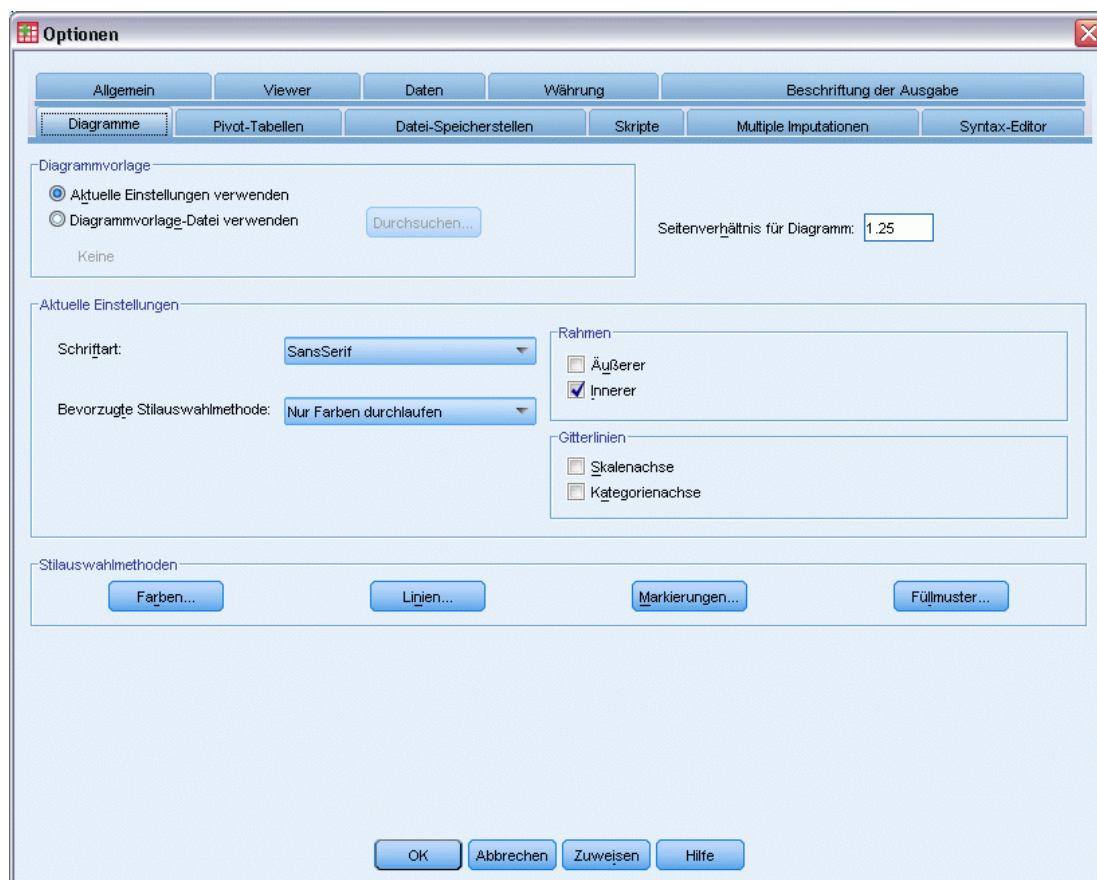 Optionen
Allgemein Viewer Daten Währung Beschriftung der Ausgabe
Diagramme Pivot-Tabellen Datei-Speicherstellen Skripte Multiple Imputationen Syntax-Editor
Diagrammvorlage
Aktuelle Einstellungen verwenden
Diagrammvorlage-Datei verwenden Durchsuchen...
Keine
Seitenverhältnis für Diagramm: 1.25
Aktuelle Einstellungen
Schriftart: SansSerif
Bevorzugte Stilauswahlmethode: Nur Farben durchlaufen
Rahmen
Äußerer
Innerer
Gitterlinien
Skalenachse
Kategorienachse
Stilauswahlmethoden
Farben... Linien... Markierungen... Füllmuster...
OK Abbrechen Zuweisen Hilfe